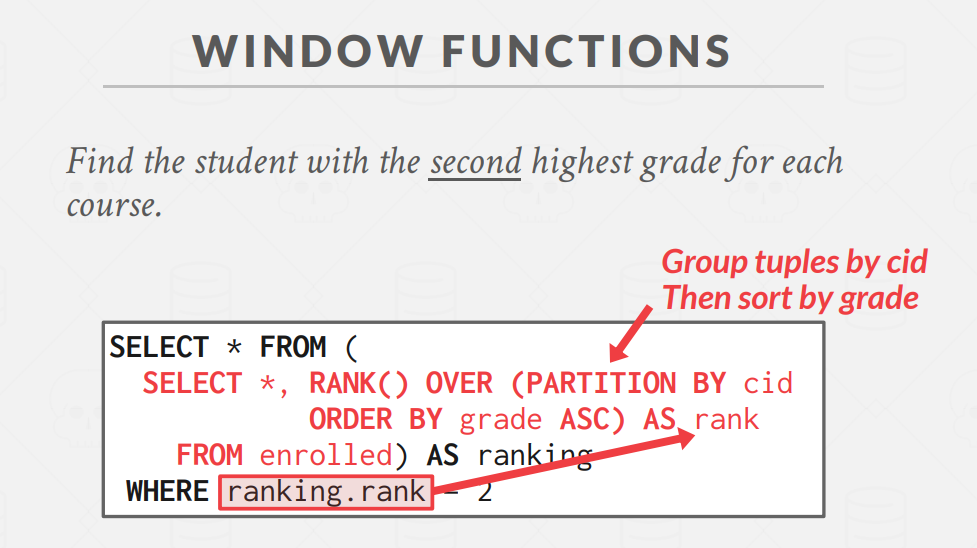 WINDOW FUNCTIONS
Find the student with the second highest grade for each
course.
Group tuples by cid
Then sort by grade
SELECT * FROM (
SELECT *, RANK() OVER (PARTITION BY cid
ORDER BY grade ASC) AS rank
FROM enrolled) AS ranking
WHERE ranking.rank = 2